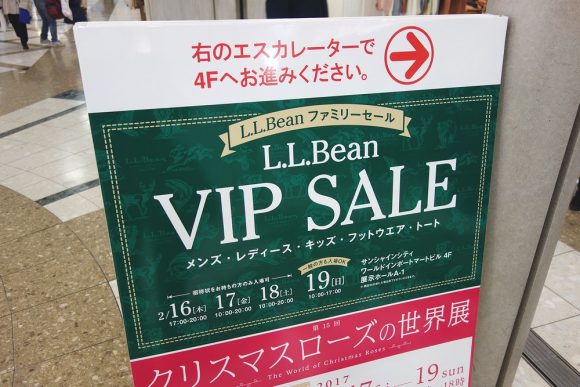 右のエスカレーターで
4Fへお進みください。
L.L.Bean ファミリーセール
L.L.Bean
VIP SALE
メンズ・レディース・キッズ・フットウエア・トート
招待状をお持ちの方のみ入場可
一般の方も入場OK
2/16[木] 17[金] 18[土] 19[日]
17:00-20:00 10:00-20:00 10:00-20:00 10:00-17:00
サンシャインシティ
ワールドインポートマートビル 4F
展示ホールA-1
第15回
クリスマスローズの世界展
The World of Christmas Roses
2017
19 sun
18時